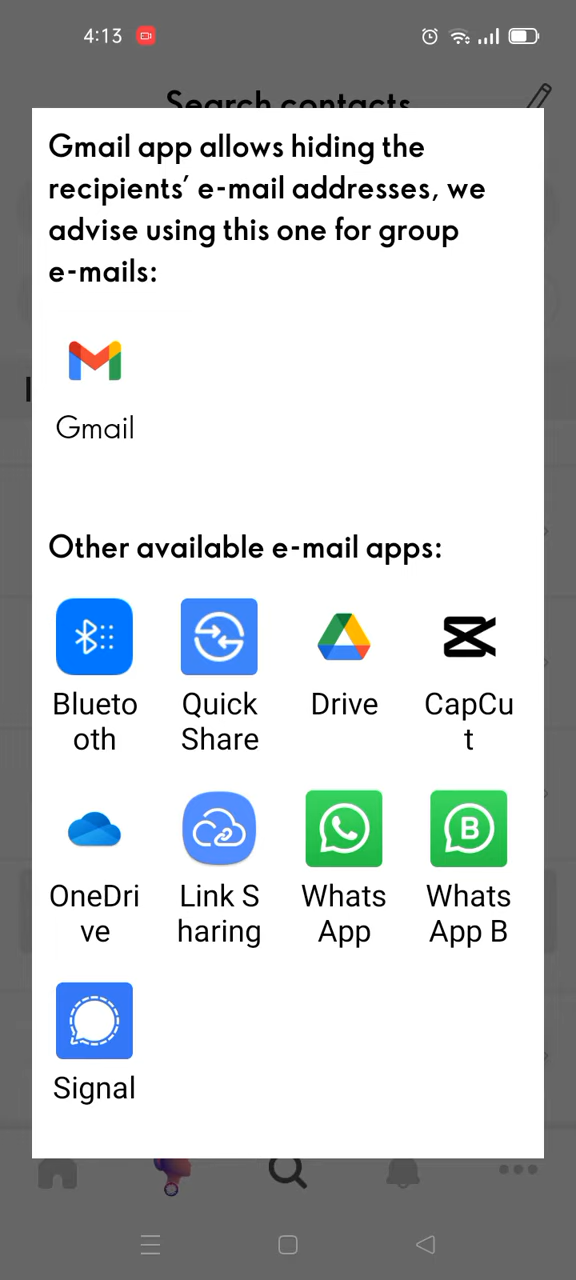 4:13
Search contacts
Gmail app allows hiding the
recipients’ e-mail addresses, we
advise using this one for group
e-mails:
Gmail
Other available e-mail apps:
Blueto
oth
Quick
Share
Drive
CapCu
t
OneDri
ve
Link S
haring
Whats
App
Whats
App B
Signal